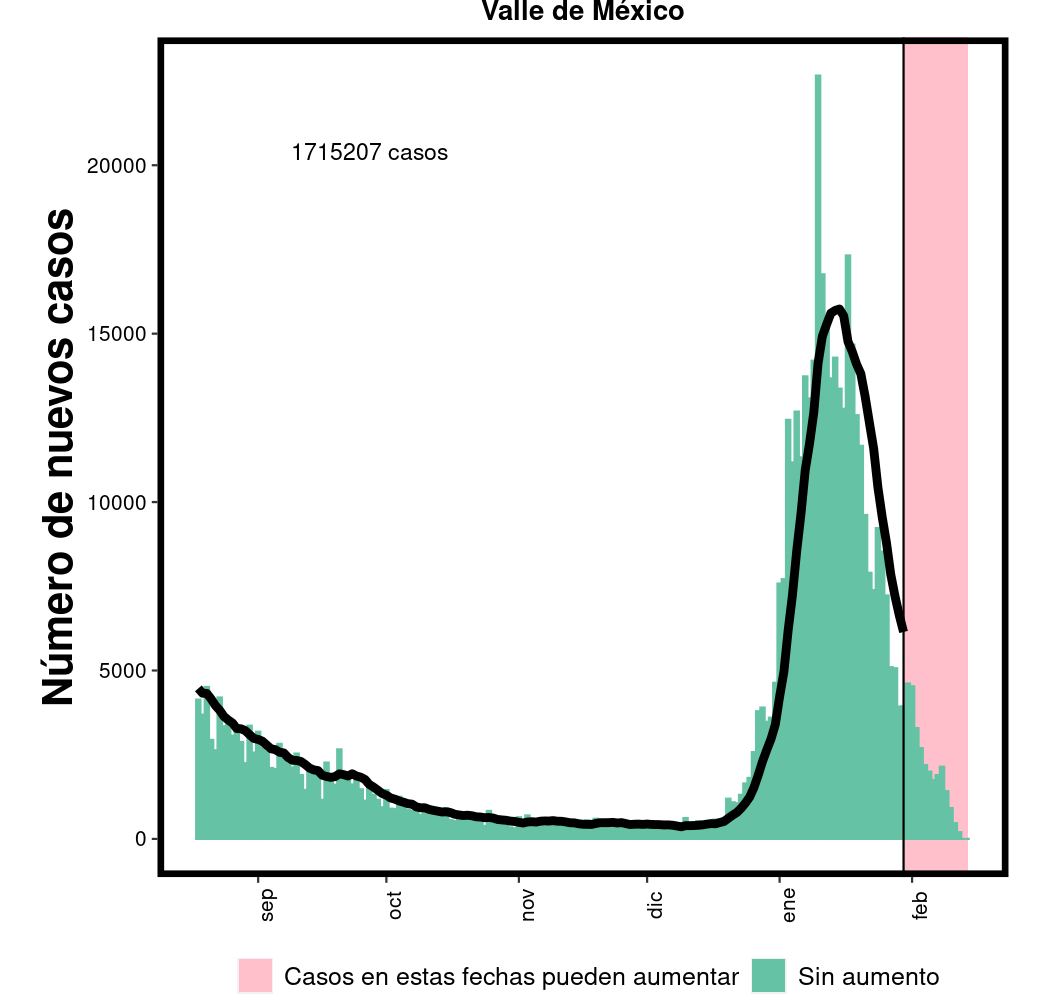 Valle de México
1715207 casos
Número de nuevos casos
20000
15000
10000
5000
0
sep
oct
nov
dic
ene
feb
Casos en estas fechas pueden aumentar
Sin aumento